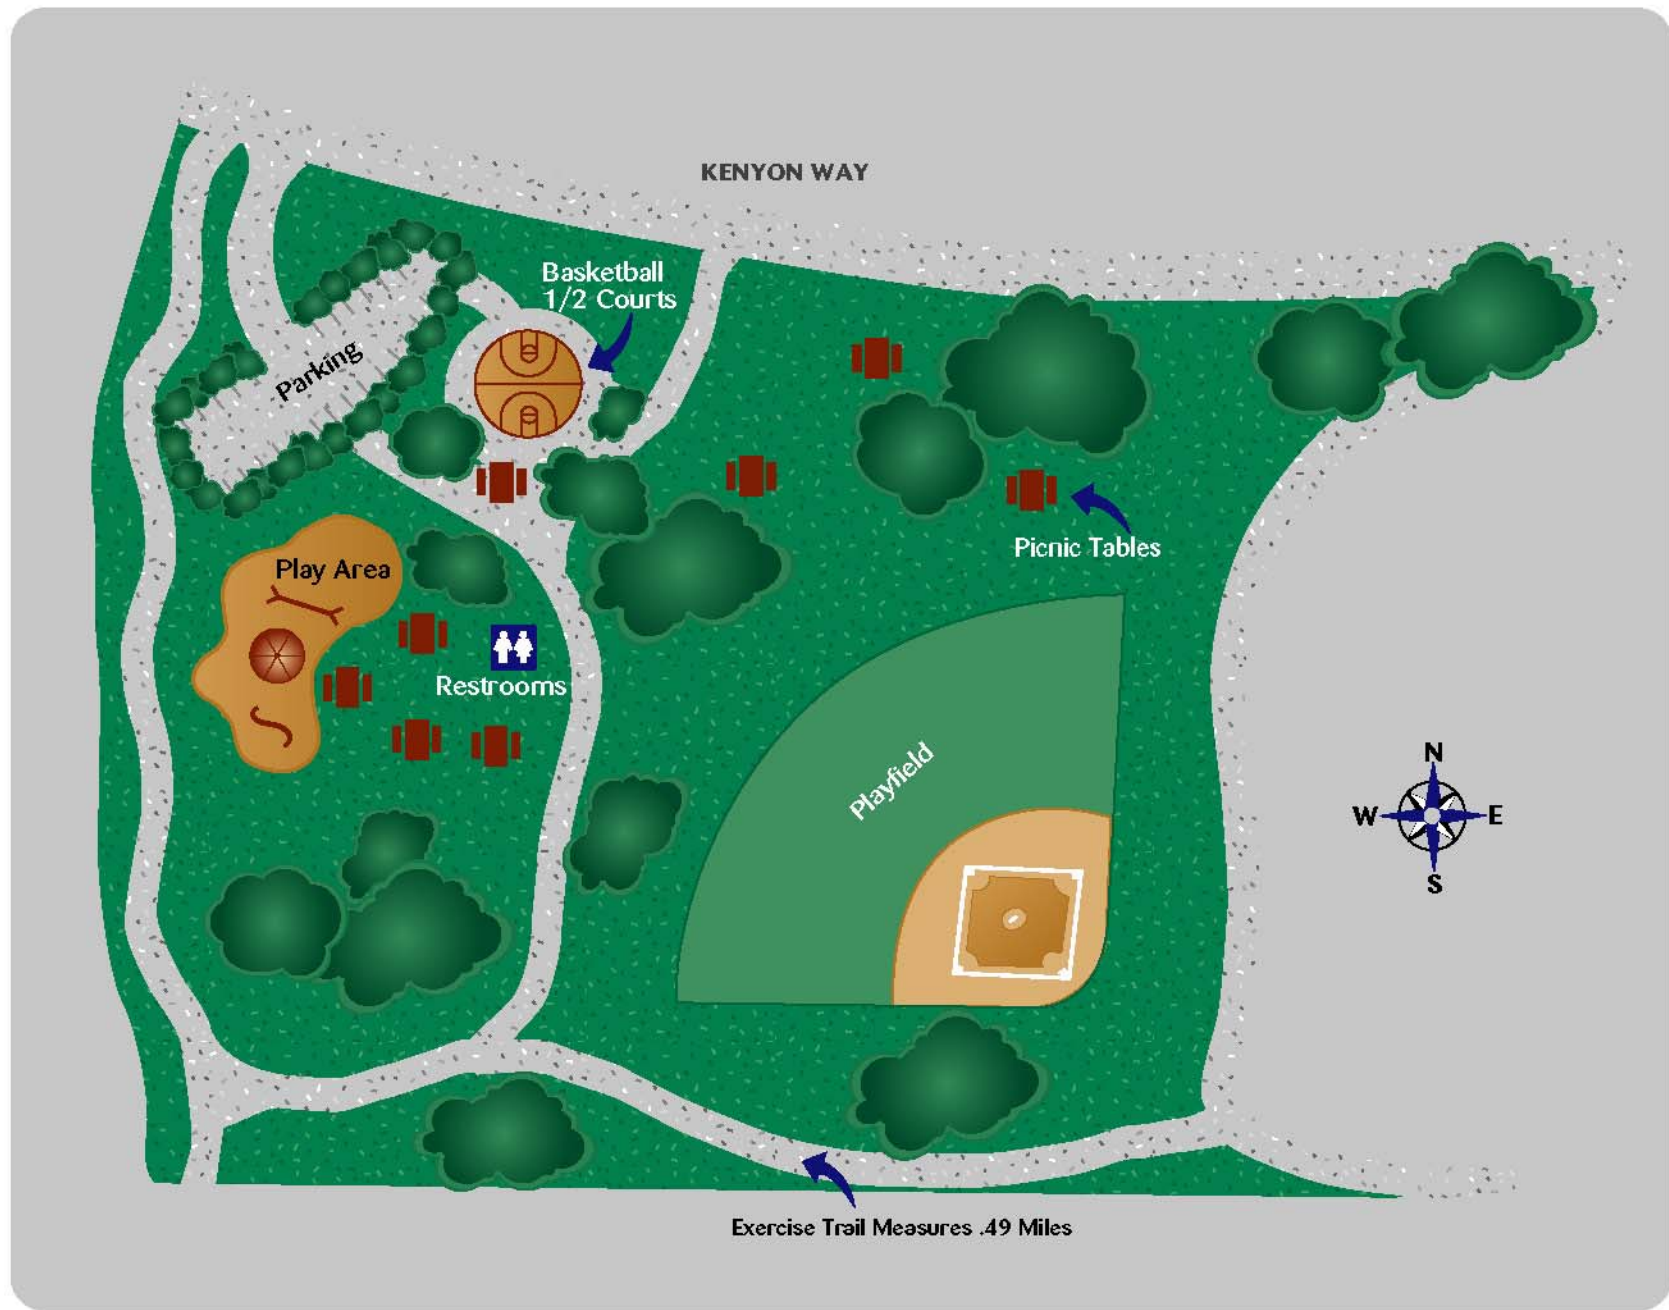 KENYON WAY
Basketball
1/2 Courts
Parking
Picnic Tables
Play Area
Restrooms
Playfield
N
W
E
S
Exercise Trail Measures .49 Miles